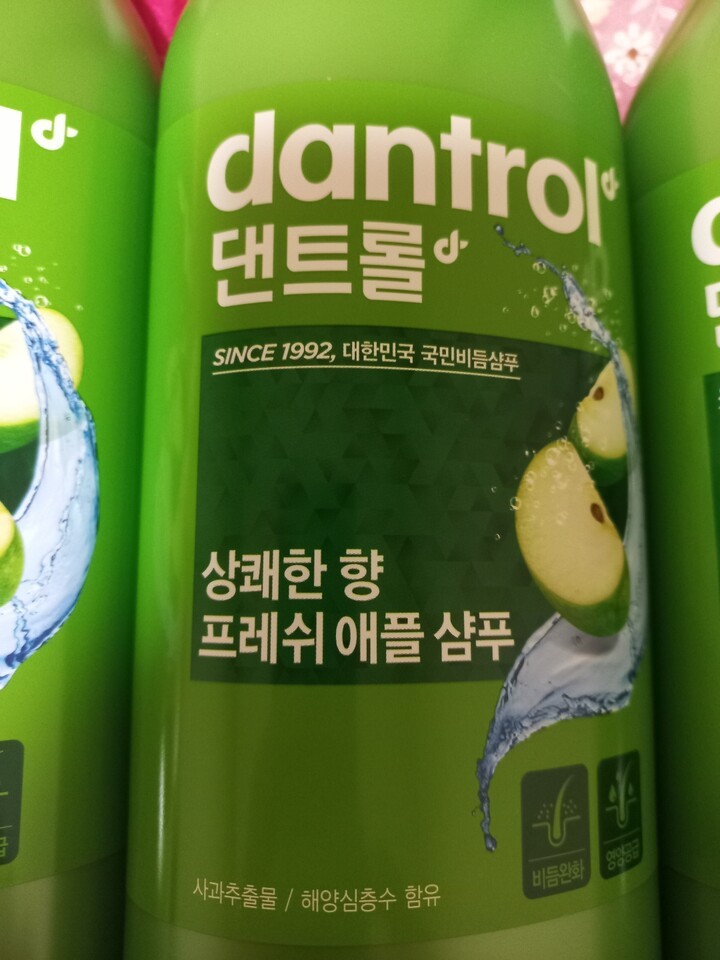 dantrol
댄트롤
SINCE 1992, 대한민국 국민비듬샴푸
상쾌한 향
프레쉬 애플 샴푸
비듬완화
영양공급
사과추출물 / 해양심층수 함유
급